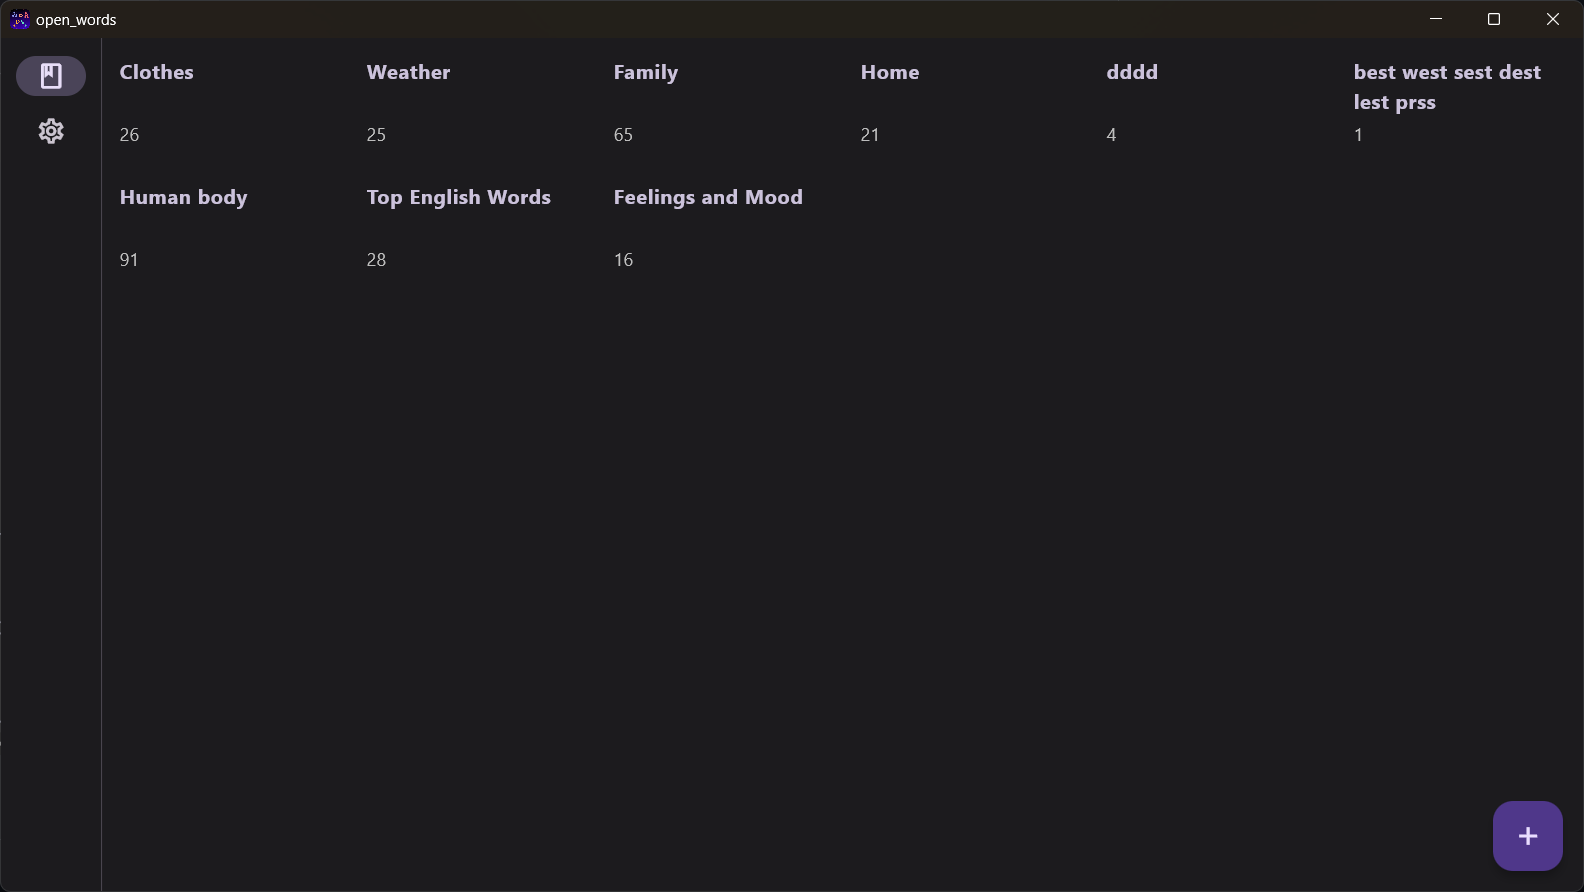 open_words
Clothes
Weather
Family
Home
dddd
best west sest dest
lest prss
26
25
65
21
4
1
Human body
Top English Words
Feelings and Mood
91
28
16
+